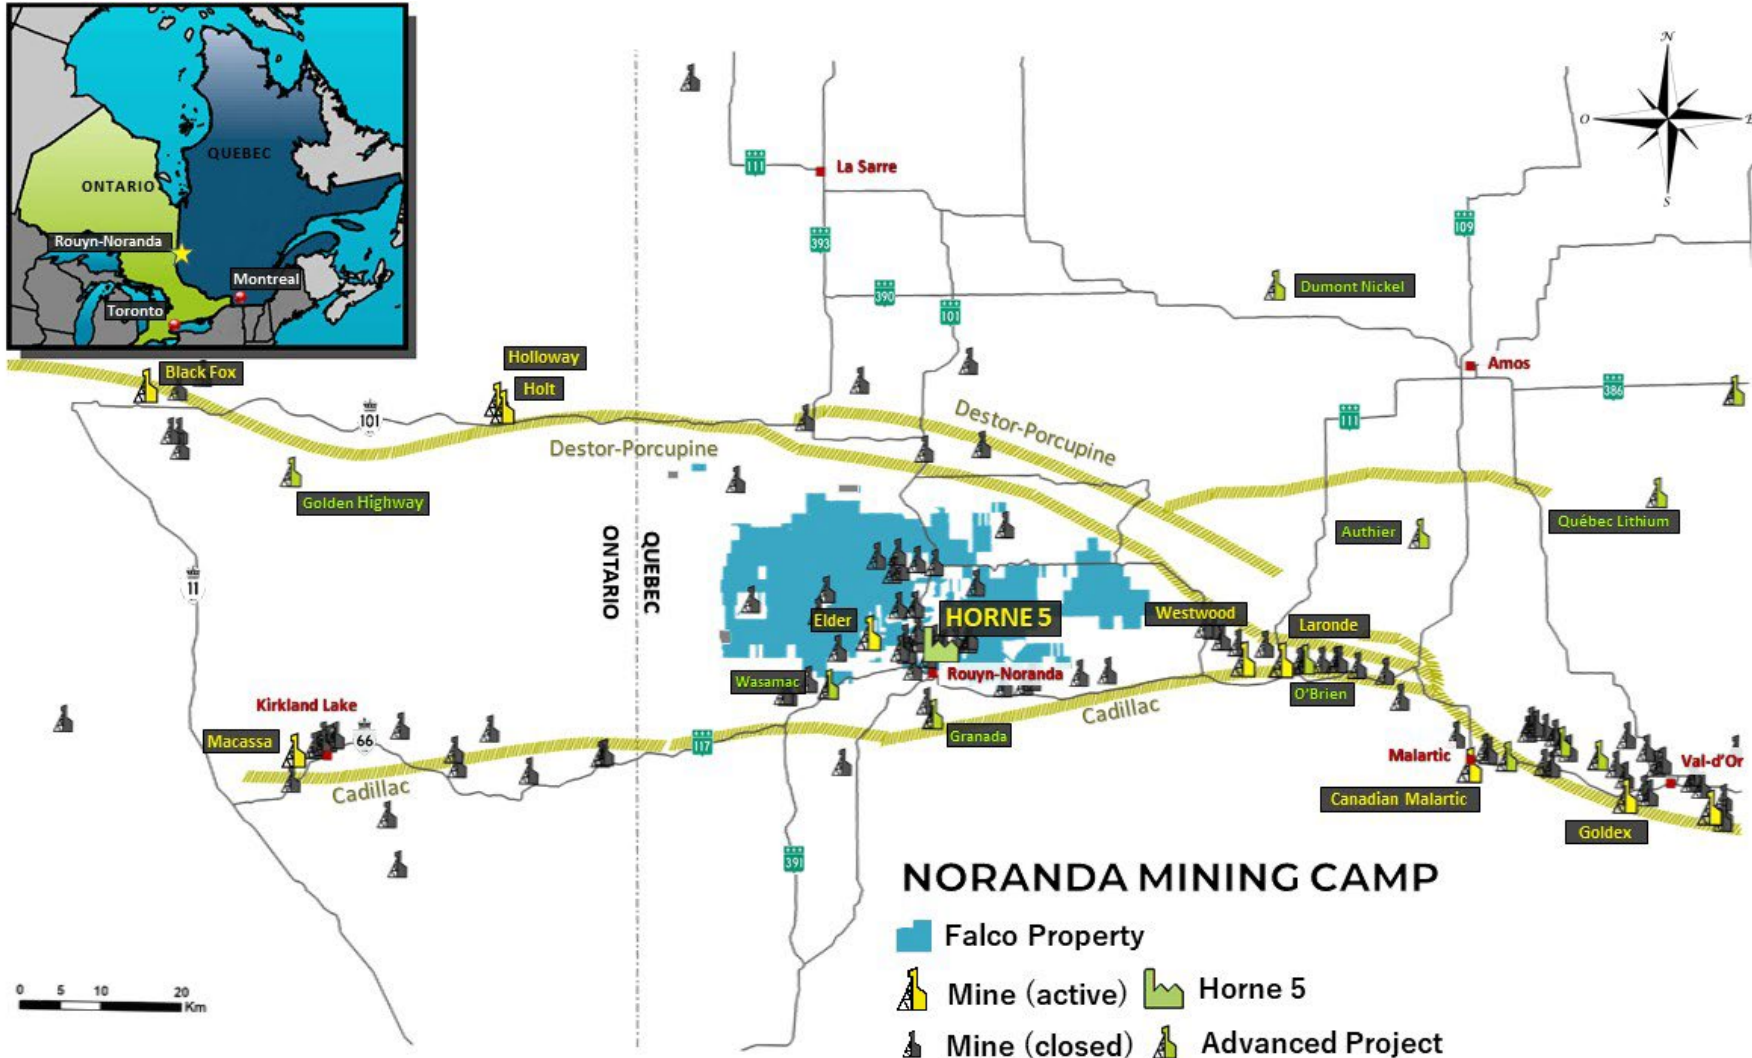 QUEBEC
ONTARIO
Rouyn-Noranda
Montreal
Toronto
N
O
E
S
111
La Sarre
393
109
390
101
Dumont Nickel
Amos
386
111
Black Fox
Holloway
Holt
101
Destor-Porcupine
Destor-Porcupine
Golden Highway
Québec Lithium
Authier
11
ONTARIO
QUEBEC
Elder
HORNE 5
Westwood
Laronde
Wasamac
Rouyn-Noranda
O'Brien
Kirkland Lake
Macassa
66
Cadillac
117
Granada
Cadillac
Malartic
Val-d'Or
Canadian Malartic
Goldex
391
NORANDA MINING CAMP
Falco Property
Mine (active)
Horne 5
Mine (closed)
Advanced Project
0 5 10 20
Km